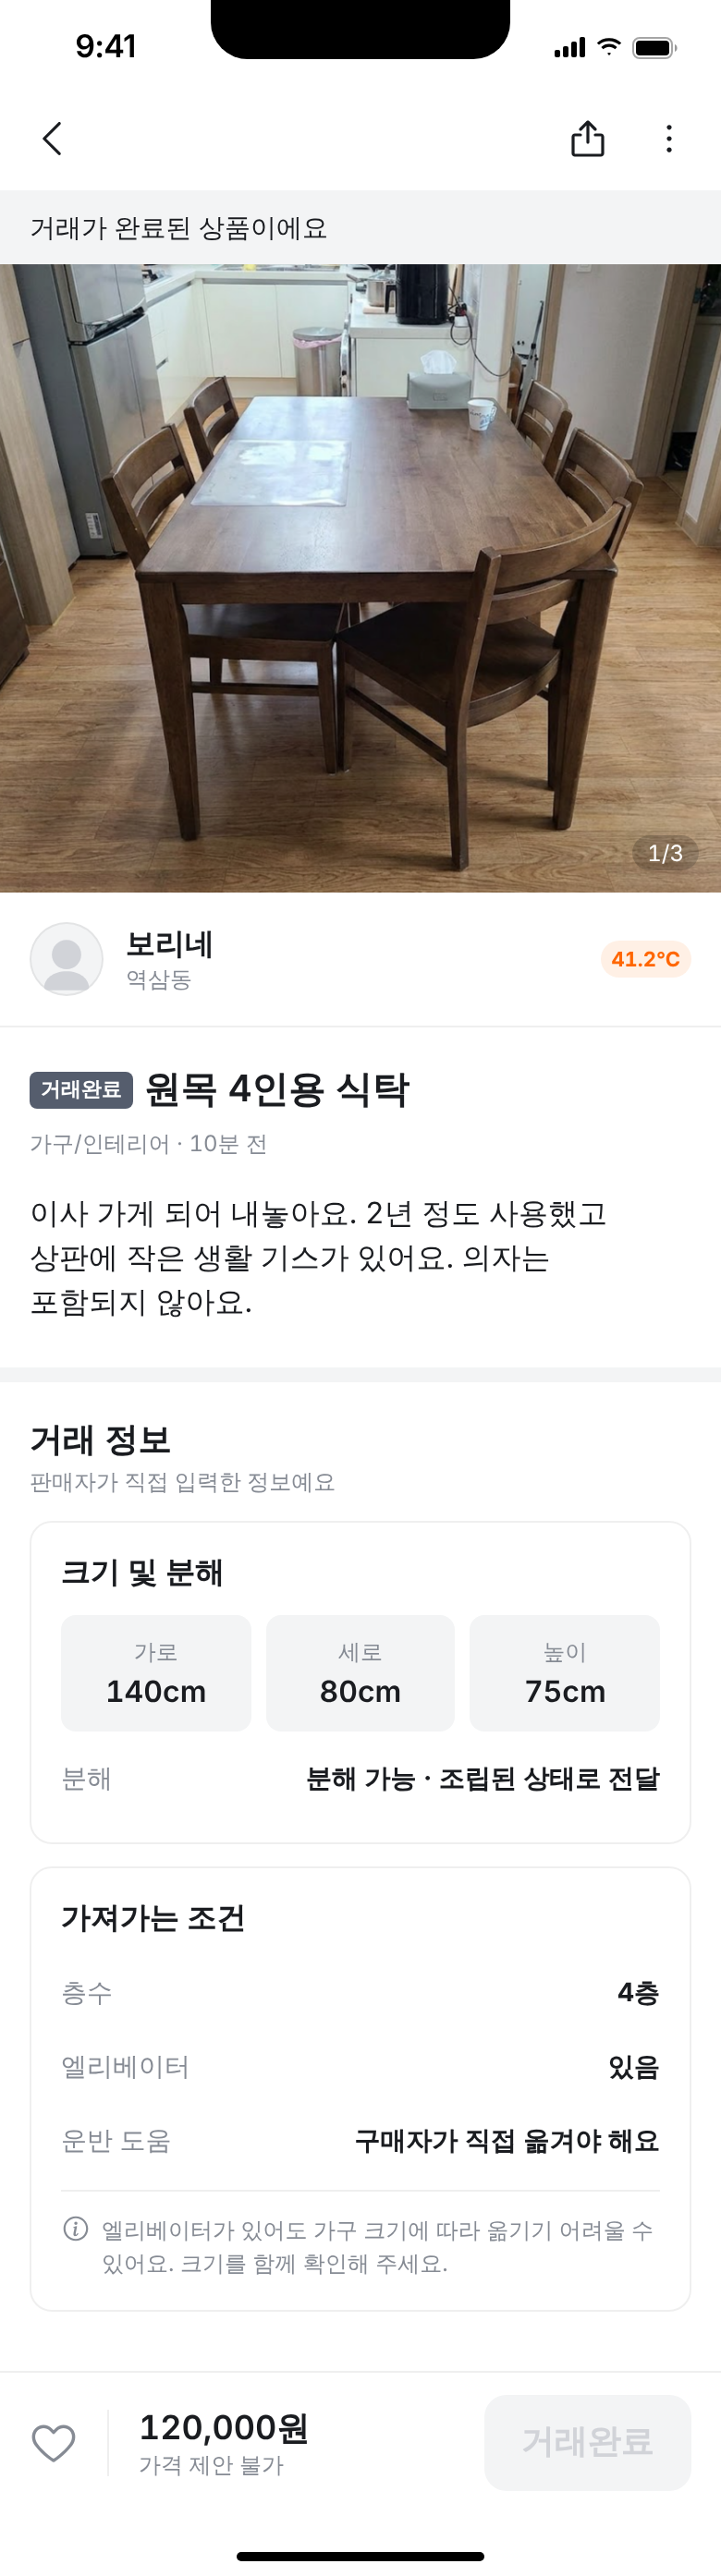 9:41
거래가 완료된 상품이에요
1/3
보리네
역삼동
41.2°C
거래완료 원목 4인용 식탁
가구/인테리어 · 10분 전
이사 가게 되어 내놓아요. 2년 정도 사용했고
상판에 작은 생활 기스가 있어요. 의자는
포함되지 않아요.
거래 정보
판매자가 직접 입력한 정보예요
크기 및 분해
가로 세로 높이
140cm 80cm 75cm
분해 분해 가능 · 조립된 상태로 전달
가져가는 조건
층수 4층
엘리베이터 있음
운반 도움 구매자가 직접 옮겨야 해요
엘리베이터가 있어도 가구 크기에 따라 옮기기 어려울 수
있어요. 크기를 함께 확인해 주세요.
120,000원
가격 제안 불가
거래완료